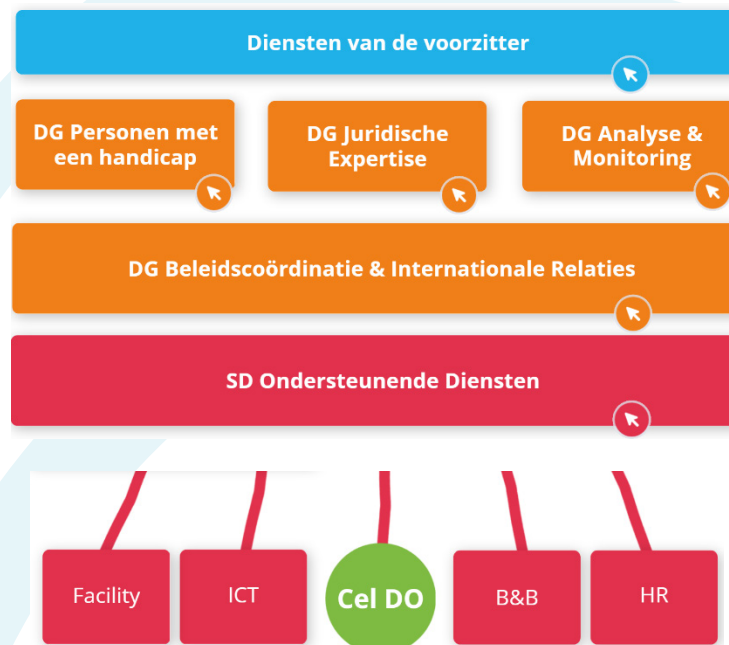 Diensten van de voorzitter
DG Personen met
een handicap
DG Juridische
Expertise
DG Analyse &
Monitoring
DG Beleidscoördinatie & Internationale Relaties
SD Ondersteunende Diensten
Facility
ICT
Cel DO
B&B
HR